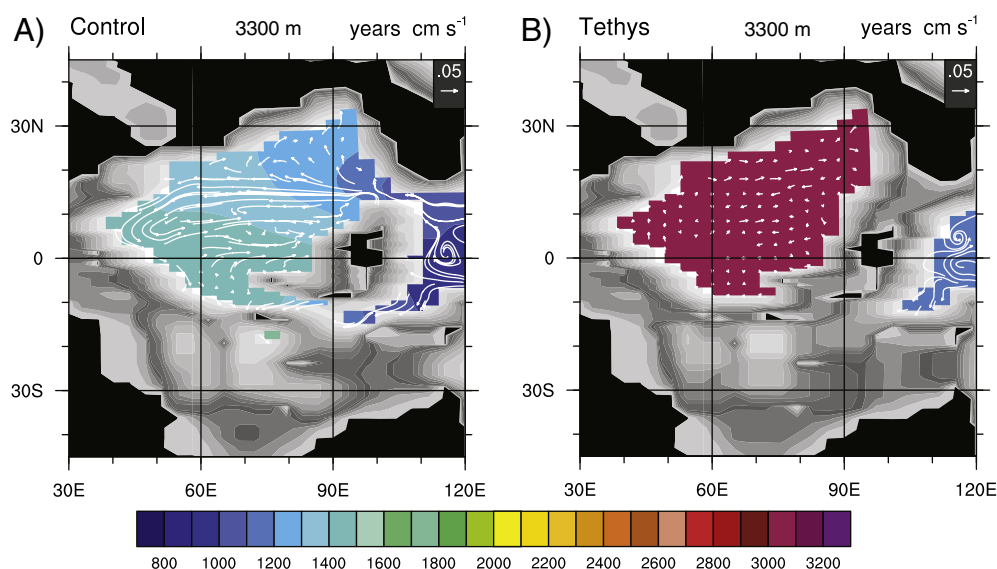 A) Control 3300 m years cm s⁻¹ B) Tethys 3300 m years cm s⁻¹
.05 .05
30N 30N
0 0
30S 30S
30E 60E 90E 120E 30E 60E 90E 120E
800 1000 1200 1400 1600 1800 2000 2200 2400 2600 2800 3000 3200